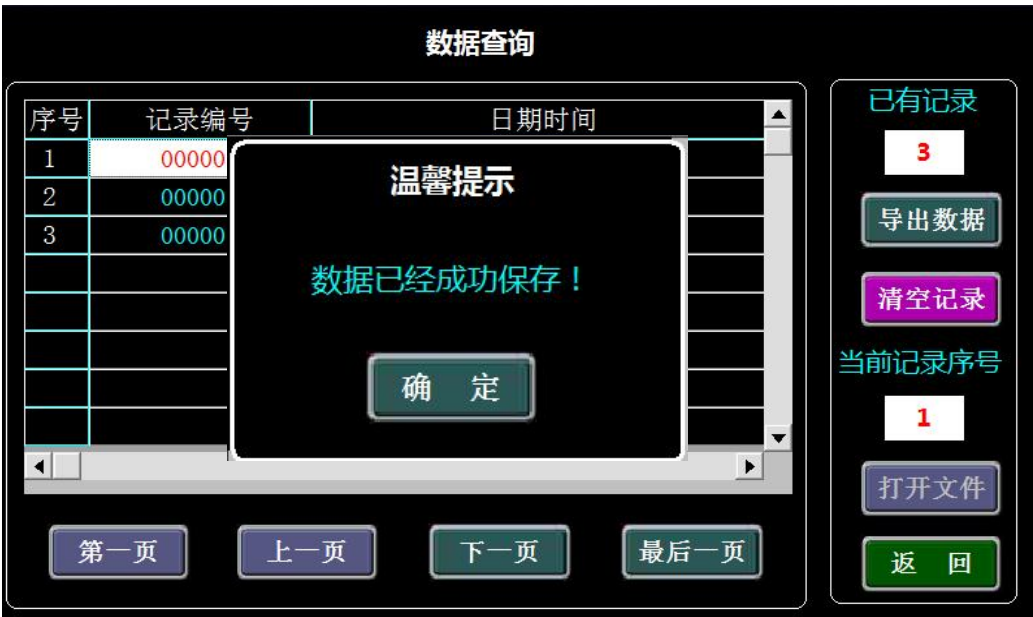 数据查询
序号 记录编号 日期时间
1 00000
2 00000
3 00000
温馨提示
数据已经成功保存！
确 定
第一页 上一页 下一页 最后一页
已有记录
3
导出数据
清空记录
当前记录序号
1
打开文件
返 回